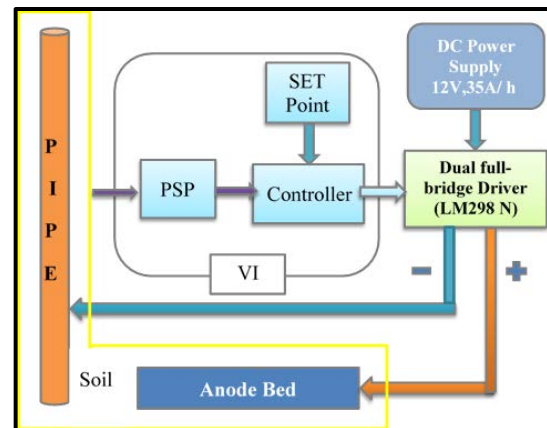 P
I
P
E
SET
Point
PSP
Controller
VI
DC Power
Supply
12V,35A/ h
Dual full-
bridge Driver
(LM298 N)
−
+
Soil
Anode Bed